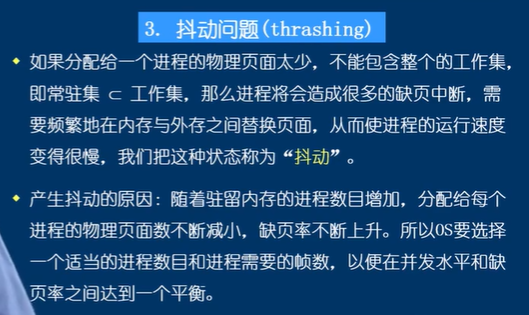 3. 抖动问题(thrashing)
如果分配给一个进程的物理页面太少，不能包含整个的工作集，
即常驻集 ⊂ 工作集，那么进程将会造成很多的缺页中断，需
要频繁地在内存与外存之间替换页面，从而使进程的运行速度
变得很慢，我们把这种状态称为“抖动”。
产生抖动的原因：随着驻留内存的进程数目增加，分配给每个
进程的物理页面数不断减小，缺页率不断上升。所以OS要选择
一个适当的进程数目和进程需要的帧数，以便在并发水平和缺
页率之间达到一个平衡。